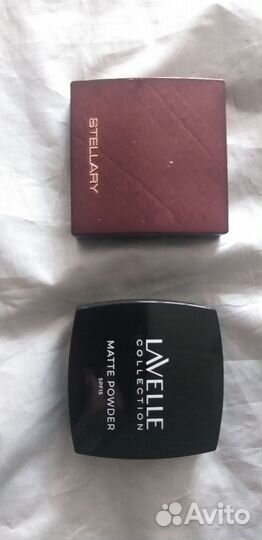 STELLARY
LAVELLE
COLLECTION
MATTE POWDER
SPF15
Avito